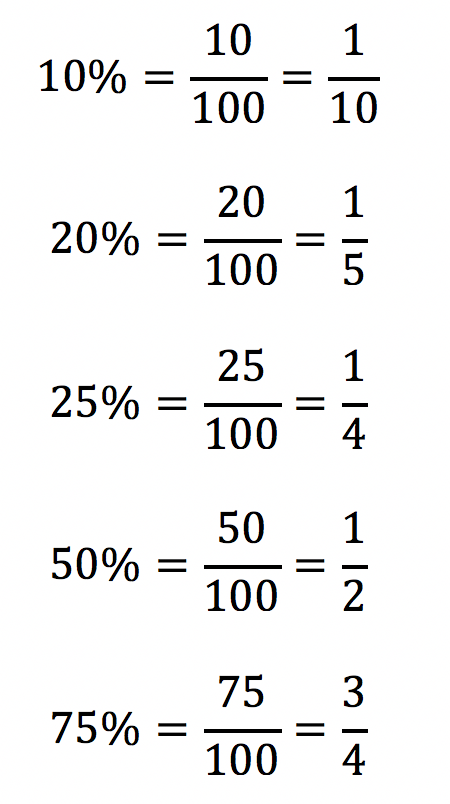 10% = 10/100 = 1/10
20% = 20/100 = 1/5
25% = 25/100 = 1/4
50% = 50/100 = 1/2
75% = 75/100 = 3/4